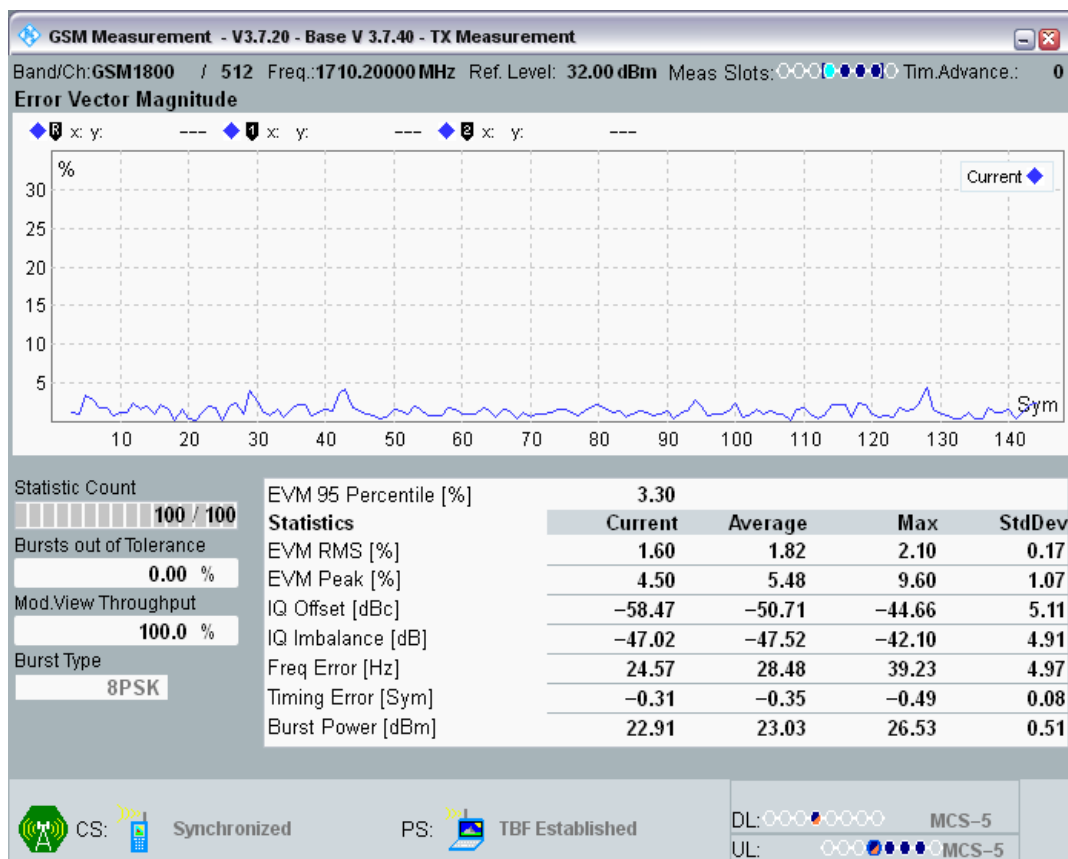 GSM Measurement - V3.7.20 - Base V 3.7.40 - TX Measurement
Band/Ch:GSM1800 / 512 Freq.:1710.20000 MHz Ref. Level: 32.00 dBm Meas Slots: Tim.Advance.: 0
Error Vector Magnitude
R x: y: --- 1 x: y: --- 2 x: y: ---
%
Current
30
25
20
15
10
5
Sym
10 20 30 40 50 60 70 80 90 100 110 120 130 140
Statistic Count
100 / 100
Bursts out of Tolerance
0.00 %
Mod.View Throughput
100.0 %
Burst Type
8PSK
EVM 95 Percentile [%] 3.30
Statistics Current Average Max StdDev
EVM RMS [%] 1.60 1.82 2.10 0.17
EVM Peak [%] 4.50 5.48 9.60 1.07
IQ Offset [dBc] −58.47 −50.71 −44.66 5.11
IQ Imbalance [dB] −47.02 −47.52 −42.10 4.91
Freq Error [Hz] 24.57 28.48 39.23 4.97
Timing Error [Sym] −0.31 −0.35 −0.49 0.08
Burst Power [dBm] 22.91 23.03 26.53 0.51
CS: Synchronized PS: TBF Established
DL: MCS−5
UL: MCS−5